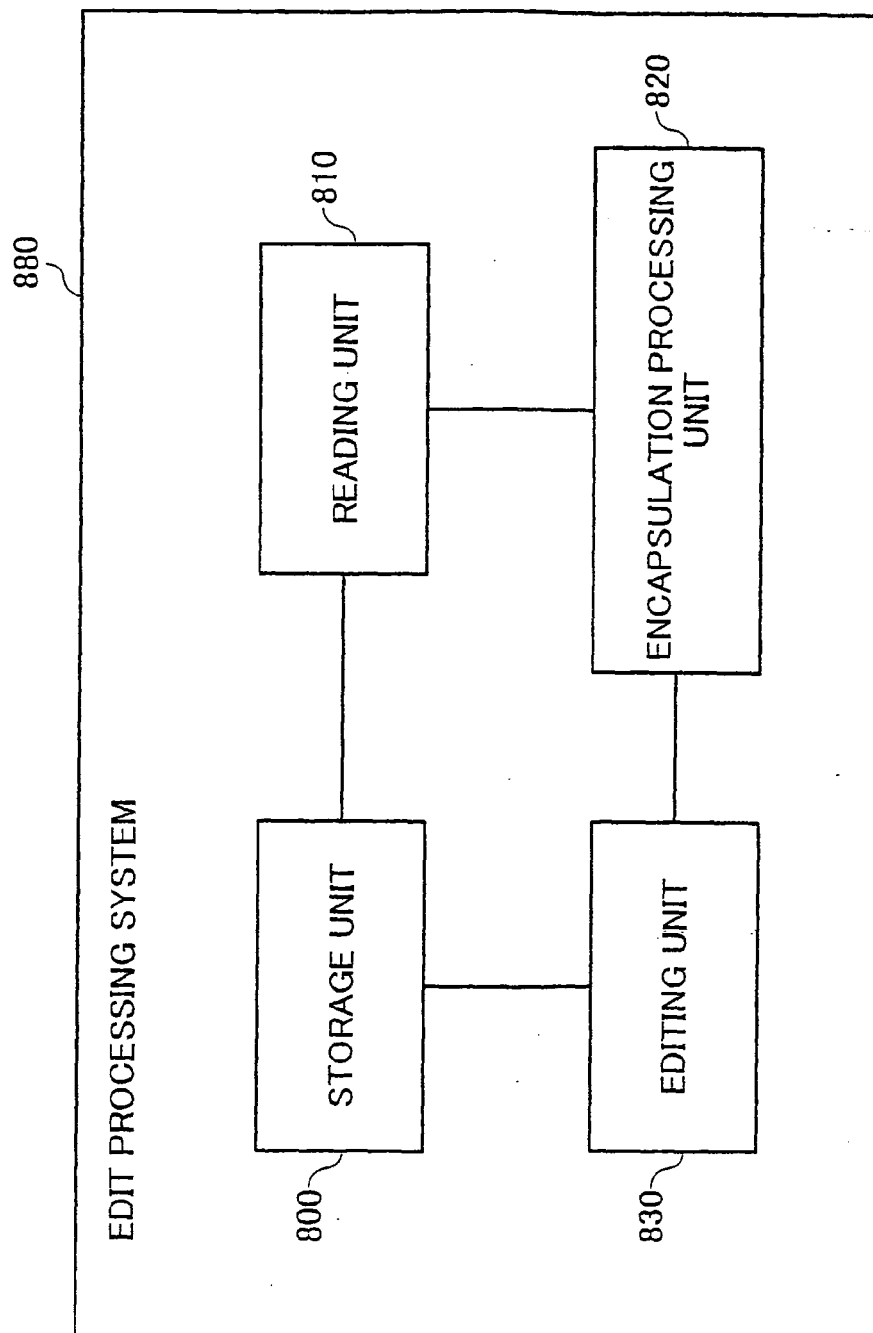 880
EDIT PROCESSING SYSTEM
800
STORAGE UNIT
810
READING UNIT
830
EDITING UNIT
820
ENCAPSULATION PROCESSING
UNIT